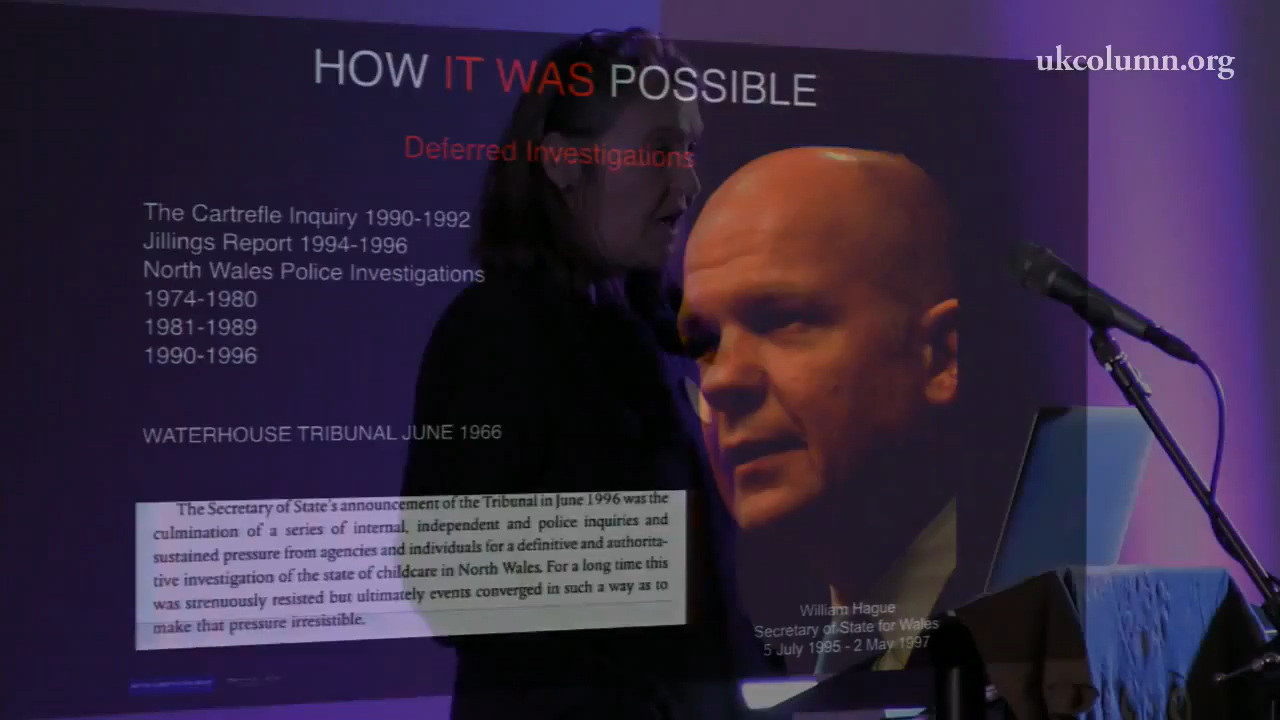 ukcolumn.org
HOW IT WAS POSSIBLE
Deferred Investigations
The Cartrefle Inquiry 1990-1992
Jillings Report 1994-1996
North Wales Police Investigations
1974-1980
1981-1989
1990-1996
WATERHOUSE TRIBUNAL JUNE 1966
The Secretary of State's announcement of the Tribunal in June 1996 was the
culmination of a series of internal, independent and police inquiries and
sustained pressure from agencies and individuals for a definitive and authorita-
tive investigation of the state of childcare in North Wales. For a long time this
was strenuously resisted but ultimately events converged in such a way as to
make that pressure irresistible.
William Hague
Secretary of State for Wales
5 July 1995 - 2 May 1997